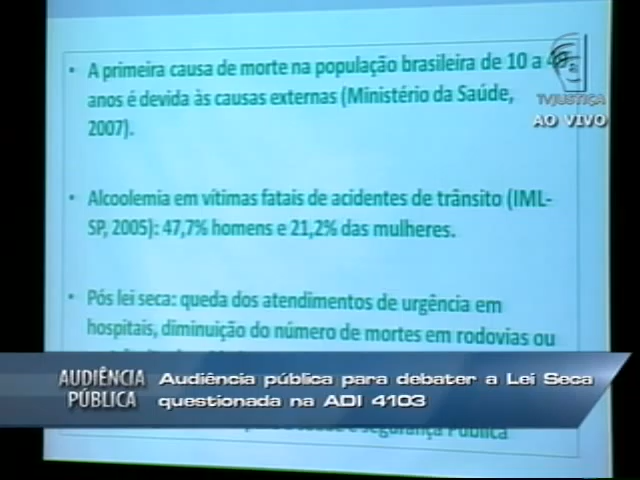 A primeira causa de morte na população brasileira de 10 a 49
anos é devida às causas externas (Ministério da Saúde,
2007).
Alcoolemia em vítimas fatais de acidentes de trânsito (IML-
SP, 2005): 47,7% homens e 21,2% das mulheres.
Pós lei seca: queda dos atendimentos de urgência em
hospitais, diminuição do número de mortes em rodovias ou
segurança Pública
TVJUSTIÇA
AO VIVO
AUDIÊNCIA
PÚBLICA
Audiência pública para debater a Lei Seca
questionada na ADI 4103